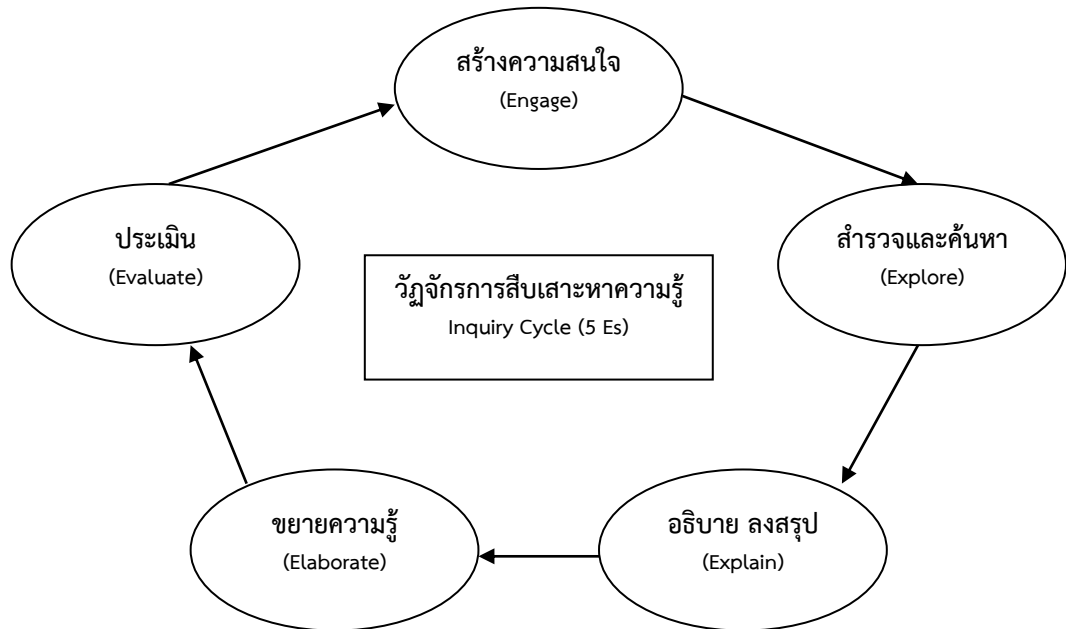 สร้างความสนใจ
(Engage)
สำรวจและค้นหา
(Explore)
อธิบาย ลงสรุป
(Explain)
ขยายความรู้
(Elaborate)
ประเมิน
(Evaluate)
วัฏจักรการสืบเสาะหาความรู้
Inquiry Cycle (5 Es)